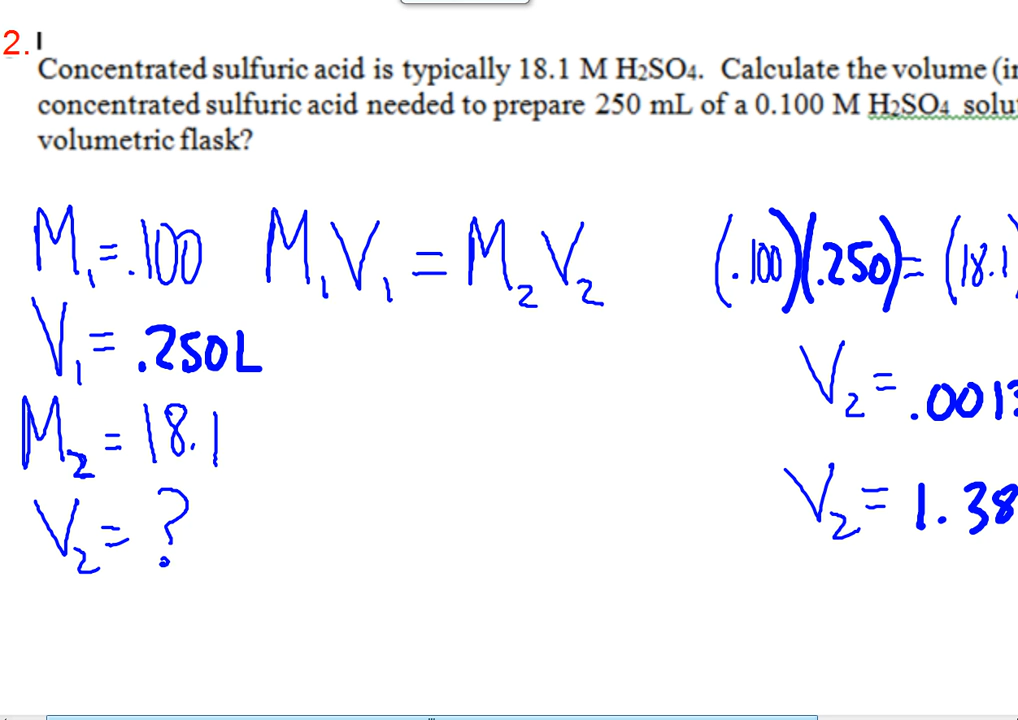 2.
Concentrated sulfuric acid is typically 18.1 M H2SO4. Calculate the volume
concentrated sulfuric acid needed to prepare 250 mL of a 0.100 M H2SO4
volumetric flask?
M₁=.100 M₁V₁=M₂V₂ (.100)(.250)=(18.1)
V₁=.250L
V₂=.001
M₂=18.1
V₂=1.38
V₂=?